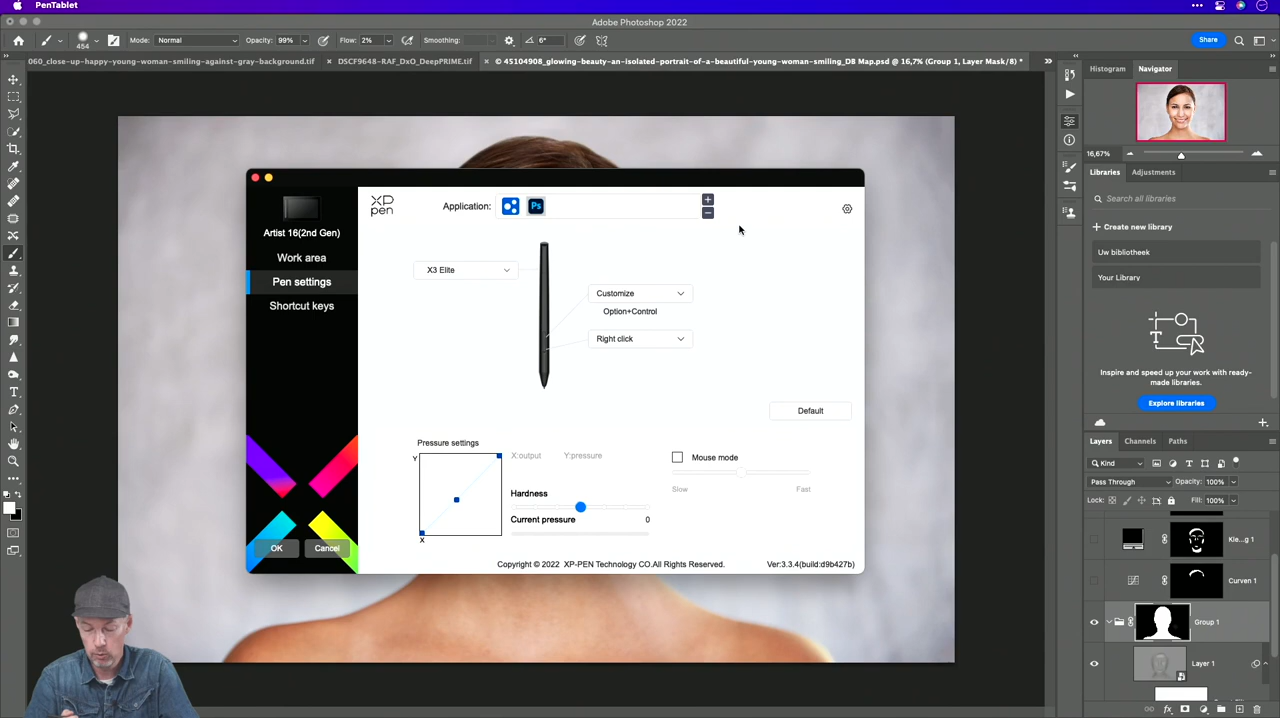 PenTablet
Adobe Photoshop 2022
454
Mode: Normal
Opacity: 99%
Flow: 2%
Smoothing:
6°
Share
060_close-up-happy-young-woman-smiling-against-gray-background.tif
DSCF9648-RAF_DxO_DeepPRIME.tif
© 45104908_glowing-beauty-an-isolated-portrait-of-a-beautiful-young-woman-smiling_DB Map.psd @ 16,7% (Group 1, Layer Mask/8) *
Histogram
Navigator
16,67%
Libraries
Adjustments
Search all libraries
Create new library
Uw bibliotheek
Your Library
Inspire and speed up your work with ready-
made libraries.
Explore libraries
Layers
Channels
Paths
Kind
Pass Through
Opacity: 100%
Lock:
Fill: 100%
Kle...g 1
Curven 1
Group 1
Layer 1
XP
pen
Application:
Ps
Artist 16(2nd Gen)
Work area
Pen settings
Shortcut keys
OK
Cancel
X3 Elite
Customize
Option+Control
Right click
Default
Pressure settings
Y
X
X:output
Y:pressure
Hardness
Current pressure
0
Mouse mode
Slow
Fast
Copyright © 2022 XP-PEN Technology CO.All Rights Reserved.
Ver:3.3.4(build:d9b427b)